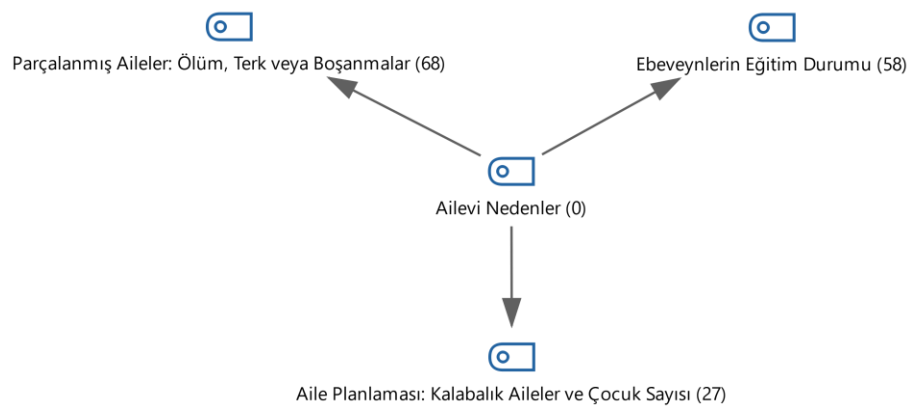 Parçalanmış Aileler: Ölüm, Terk veya Boşanmalar (68)
Ebeveynlerin Eğitim Durumu (58)
Ailevi Nedenler (0)
Aile Planlaması: Kalabalık Aileler ve Çocuk Sayısı (27)